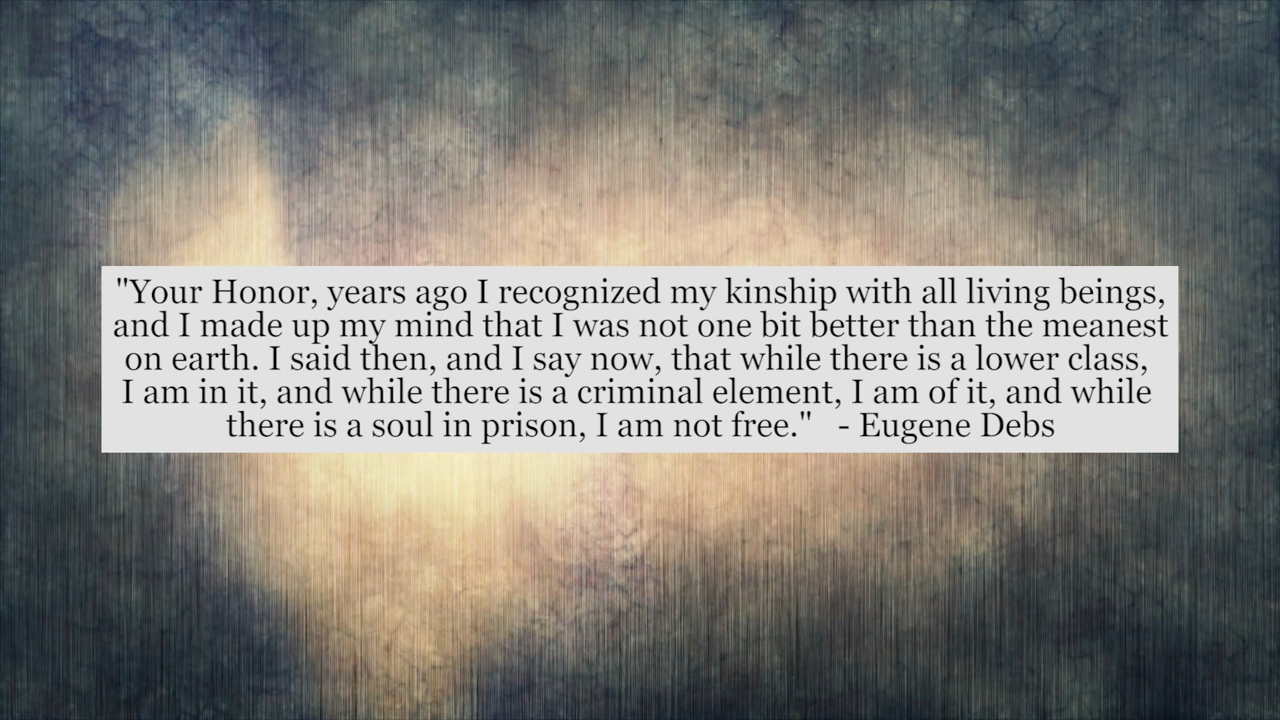 "Your Honor, years ago I recognized my kinship with all living beings,
and I made up my mind that I was not one bit better than the meanest
on earth. I said then, and I say now, that while there is a lower class,
I am in it, and while there is a criminal element, I am of it, and while
there is a soul in prison, I am not free."   - Eugene Debs